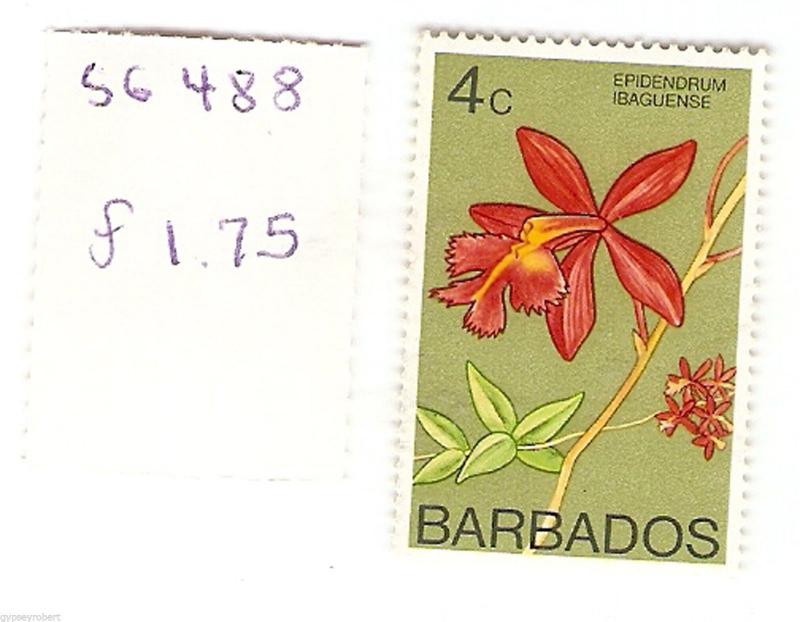 SG 488
£1.75
4c
EPIDENDRUM
IBAGUENSE
BARBADOS
gypseyrobert